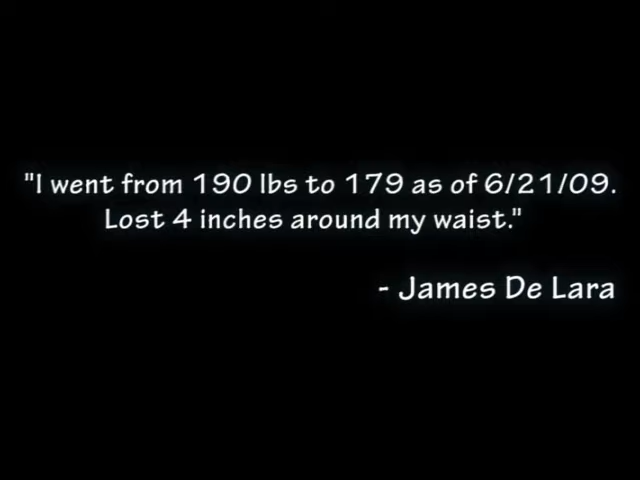 "I went from 190 lbs to 179 as of 6/21/09.
Lost 4 inches around my waist."
- James De Lara